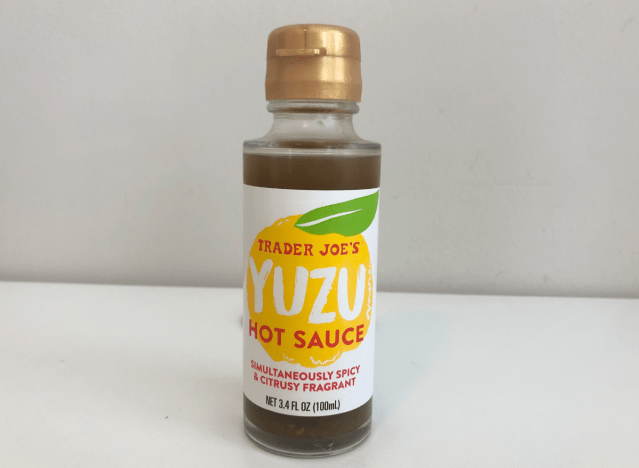 TRADER JOE'S
YUZU
HOT SAUCE
SIMULTANEOUSLY SPICY
& CITRUSY FRAGRANT
NET 3.4 FL OZ (100mL)